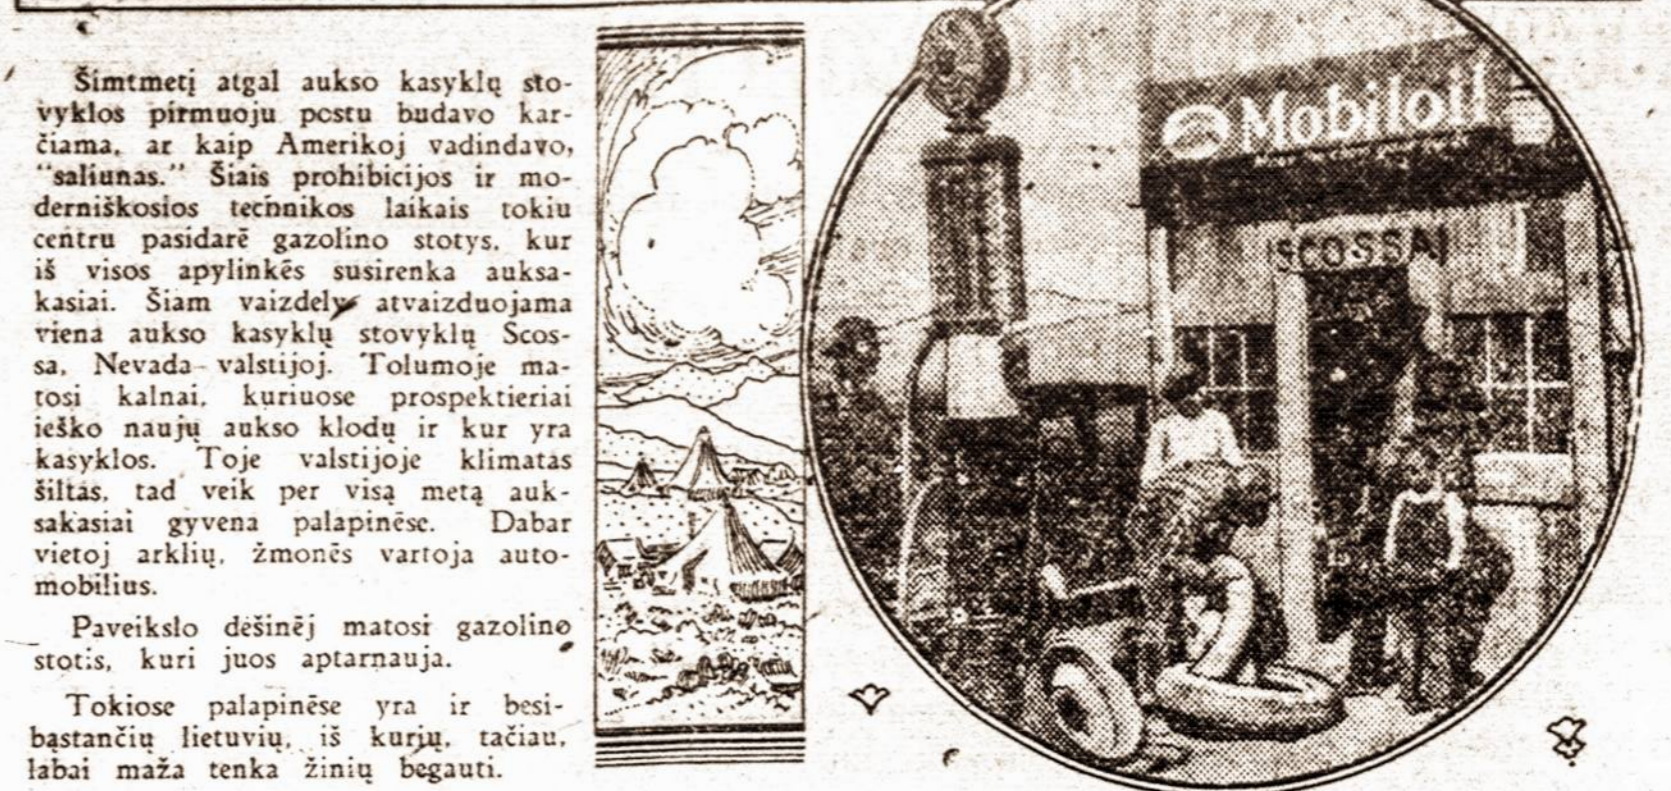 Šimtmetį atgal aukso kasyklų sto-
vyklos pirmuoju postu budavo kar-
čiama, ar kaip Amerikoj vadindavo,
"saliunas." Šiais prohibicijos ir mo-
derniškosios technikos laikais tokiu
centru pasidarė gazolino stotys, kur
iš visos apylinkės susirenka auksa-
kasiai. Šiam vaizdely atvaizduojama
viena aukso kasyklų stovyklų Scos-
sa, Nevada valstijoj. Tolumoje ma-
tosi kalnai, kuriuose prospektieriai
ieško naujų aukso klodų ir kur yra
kasyklos. Toje valstijoje klimatas
šiltas, tad veik per visą metą auk-
sakasiai gyvena palapinėse. Dabar
vietoj arklių, žmonės vartoja auto-
mobilius.
Paveikslo dešinėj matosi gazolino
stotis, kuri juos aptarnauja.
Tokiose palapinėse yra ir besi-
bąstančių lietuvių, iš kurių, tačiau,
labai maža tenka žinių begauti.
Mobiloil
SCOSSA